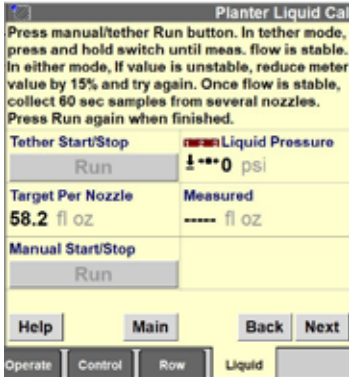 Planter Liquid Cal
Press manual/tether Run button. In tether mode,
press and hold switch until meas. flow is stable.
In either mode, If value is unstable, reduce meter
value by 15% and try again. Once flow is stable,
collect 60 sec samples from several nozzles.
Press Run again when finished.
Tether Start/Stop
Liquid Pressure
Run
0 psi
Target Per Nozzle
Measured
58.2 fl oz
----- fl oz
Manual Start/Stop
Run
Help Main Back Next
Operate Control Row Liquid